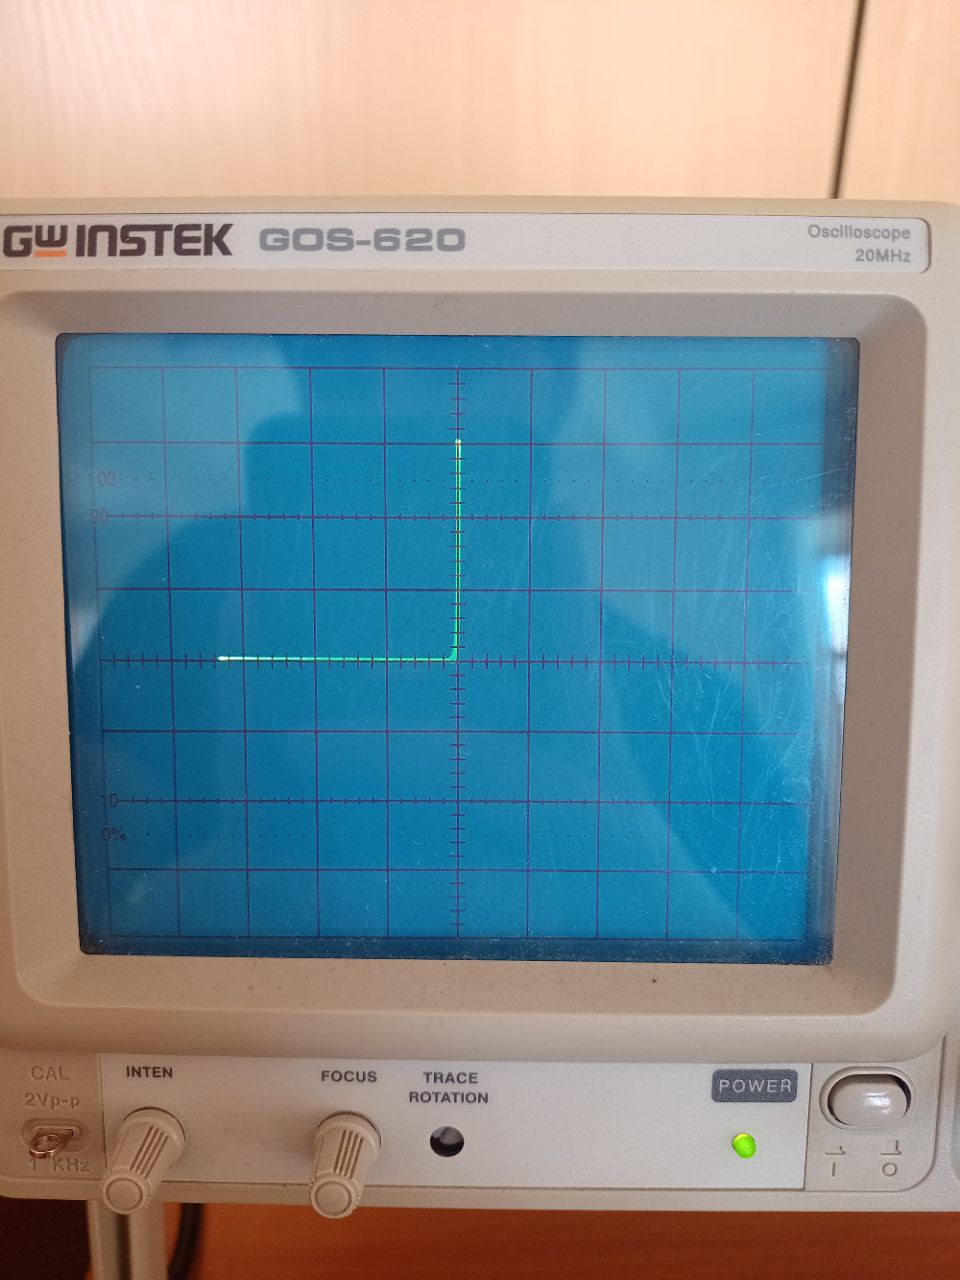 GW INSTEK GOS-620
Oscilloscope
20MHz
100
90
10
0%
CAL
2Vp-p
1 KHz
INTEN
FOCUS
TRACE
ROTATION
POWER